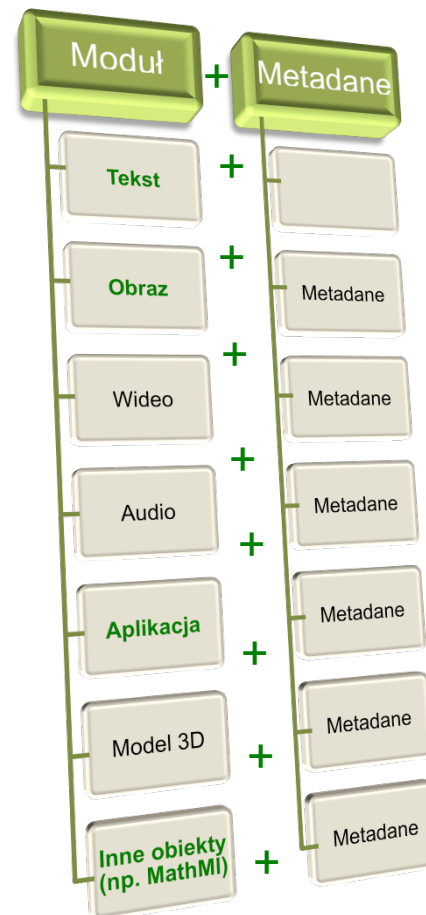 Moduł + Metadane
Tekst +
Obraz + Metadane
Wideo + Metadane
Audio + Metadane
Aplikacja + Metadane
Model 3D + Metadane
Inne obiekty
(np. MathMl) + Metadane